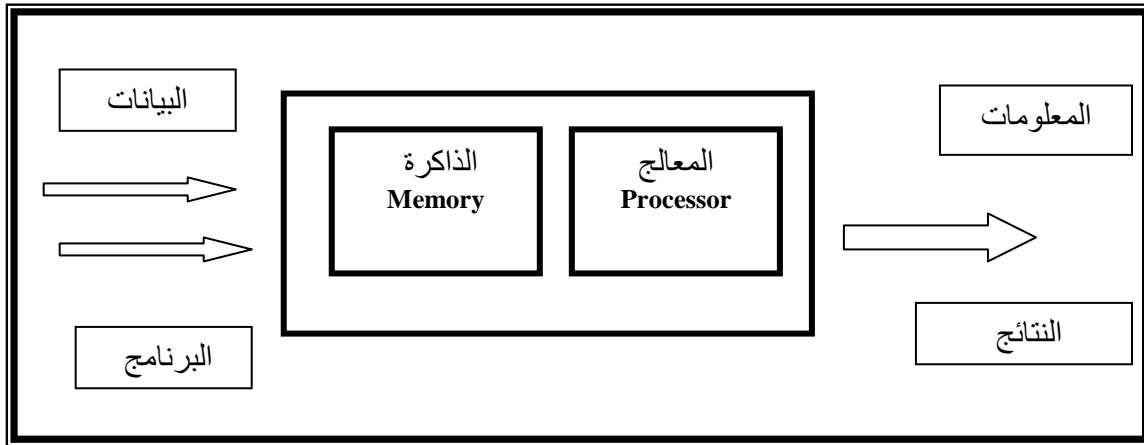 البيانات
المعلومات
الذاكرة
Memory
المعالج
Processor
البرنامج
النتائج